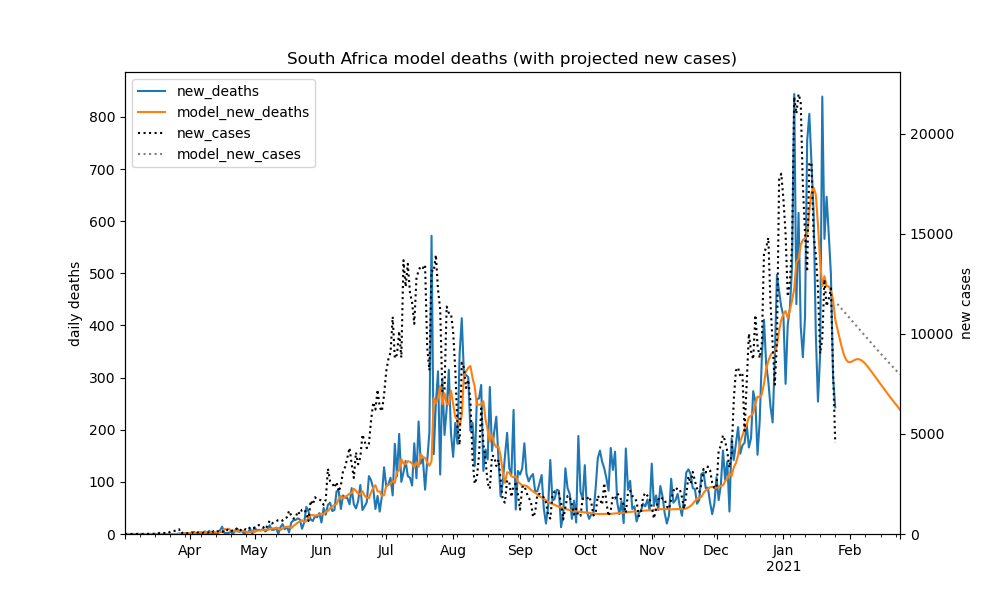 South Africa model deaths (with projected new cases)
new_deaths
model_new_deaths
new_cases
model_new_cases
daily deaths
800
700
600
500
400
300
200
100
0
20000
15000
10000
5000
0
new cases
Apr May Jun Jul Aug Sep Oct Nov Dec Jan Feb
2021